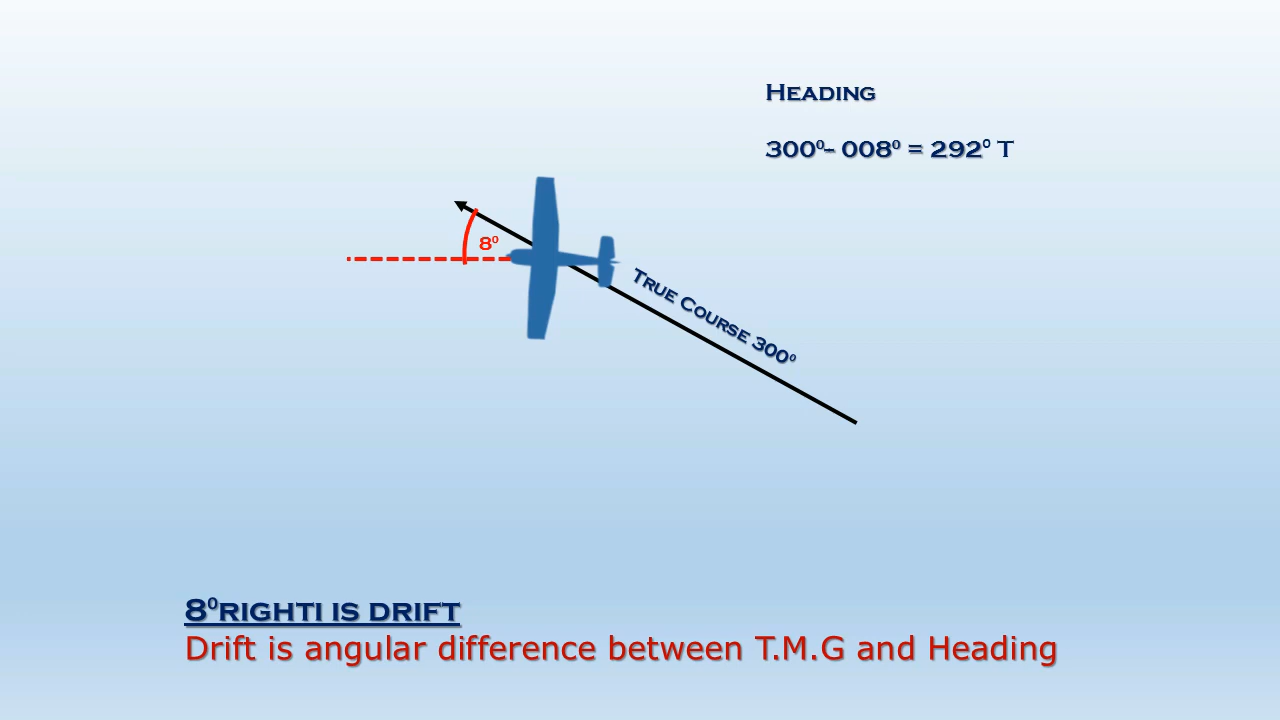 HEADING
300⁰- 008⁰ = 292⁰ T
8⁰
TRUE COURSE 300⁰
8⁰RIGHTI IS DRIFT
Drift is angular difference between T.M.G and Heading